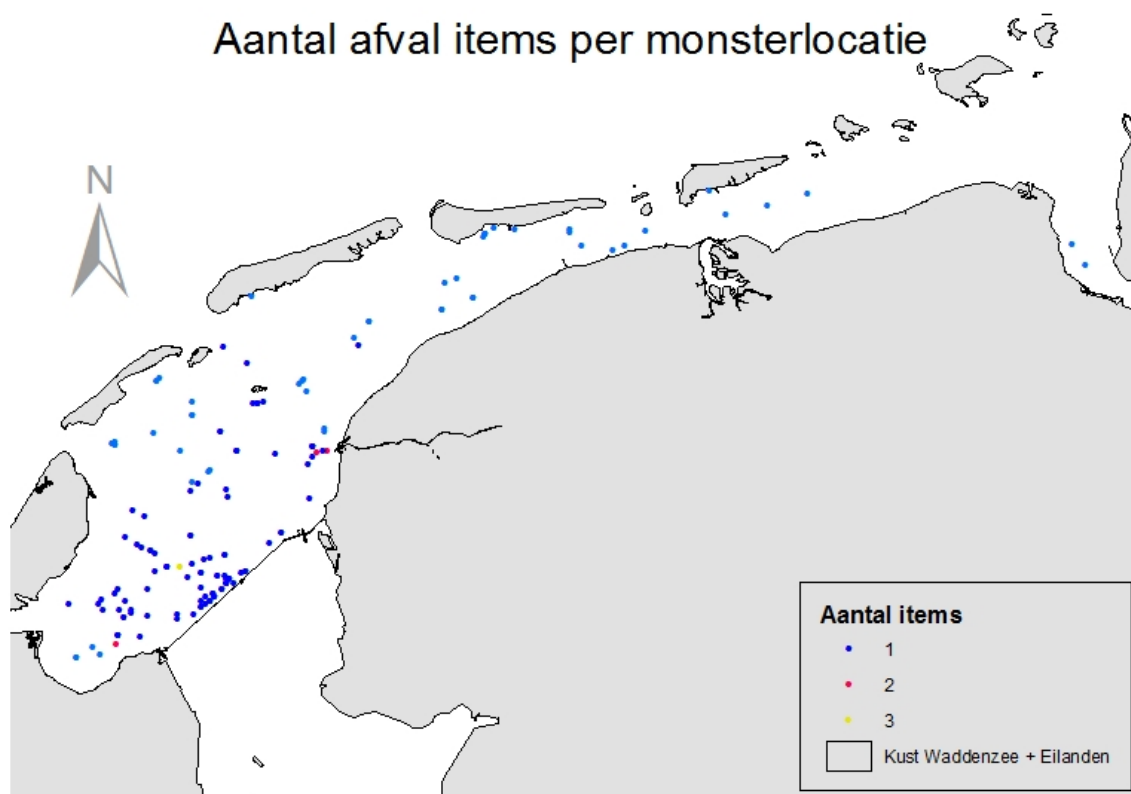 Aantal afval items per monsterlocatie
N
Aantal items
1
2
3
Kust Waddenzee + Eilanden